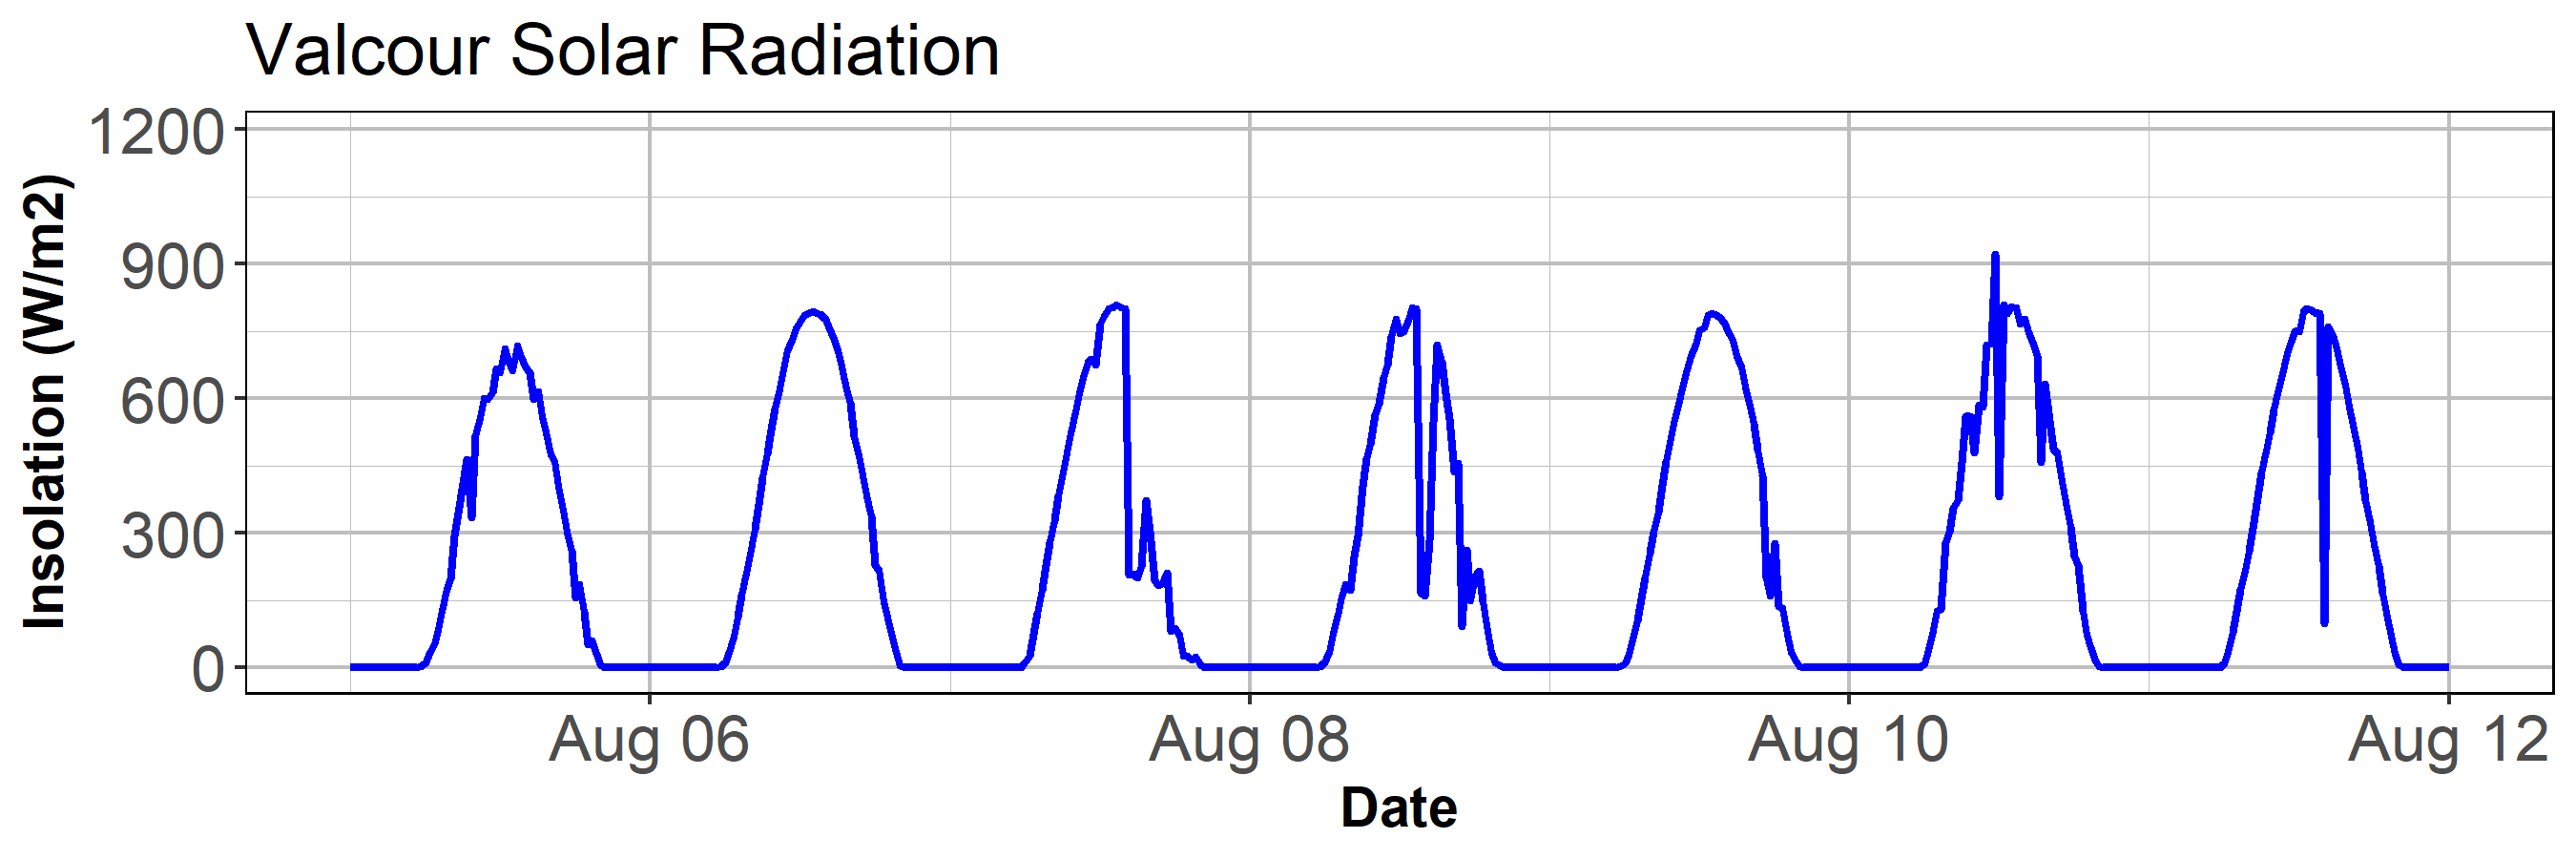 Valcour Solar Radiation
1200
900
600
300
0
Insolation (W/m2)
Aug 06
Aug 08
Aug 10
Aug 12
Date